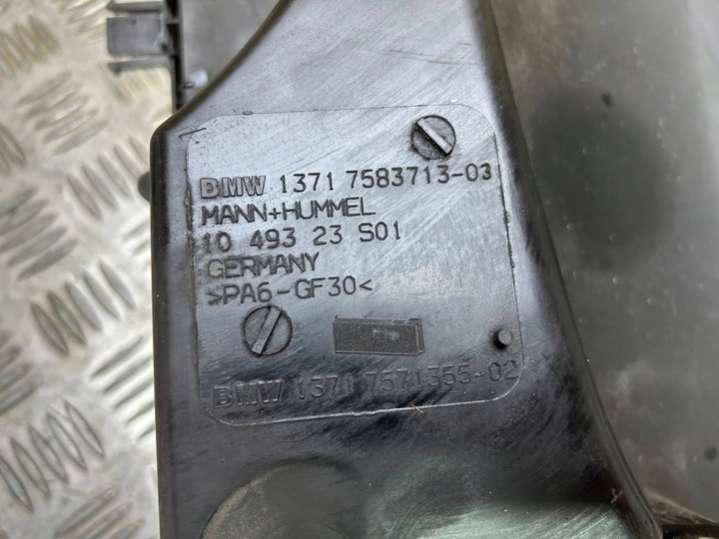 BMW 1371 7583713-03
MANN+HUMMEL
10 493 23 S01
GERMANY
>PA6-GF30<
BMW 1371 7571355-02